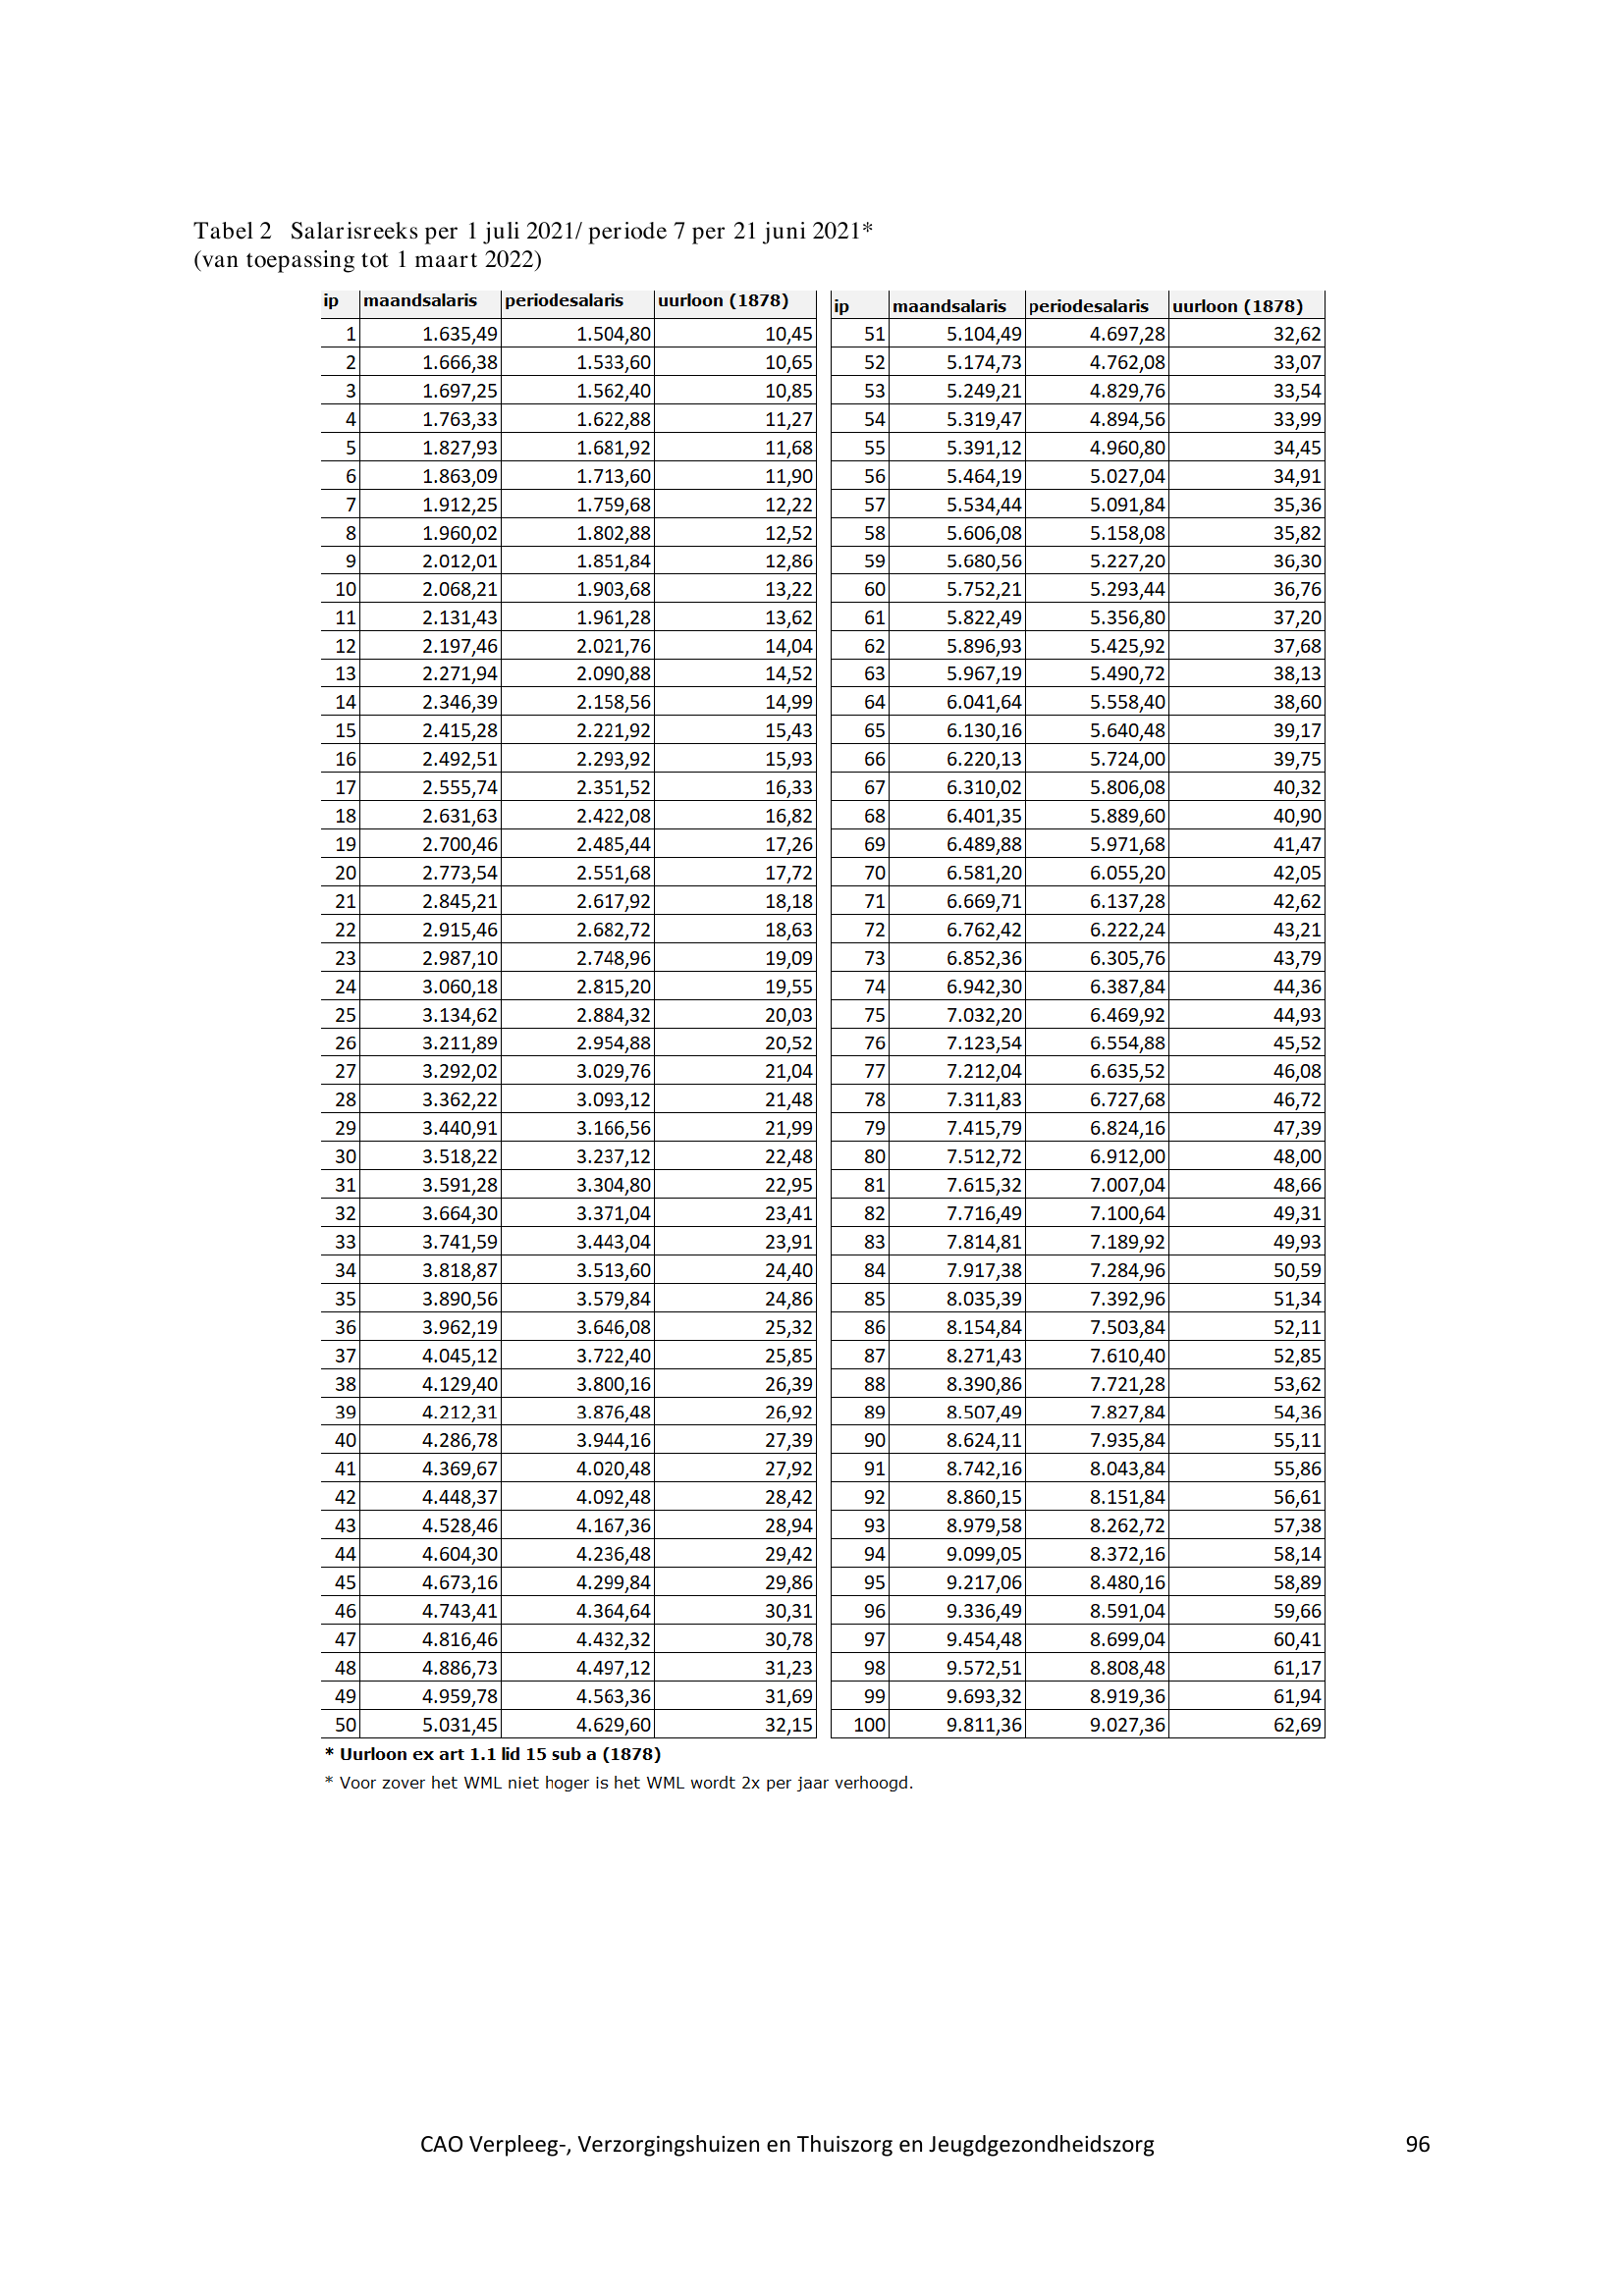 Tabel 2 Salarisreeks per 1 juli 2021/ periode 7 per 21 juni 2021*
(van toepassing tot 1 maart 2022)
ip maandsalaris periodesalaris uurloon (1878) ip maandsalaris periodesalaris uurloon (1878)
1 1.635,49 1.504,80 10,45 51 5.104,49 4.697,28 32,62
2 1.666,38 1.533,60 10,65 52 5.174,73 4.762,08 33,07
3 1.697,25 1.562,40 10,85 53 5.249,21 4.829,76 33,54
4 1.763,33 1.622,88 11,27 54 5.319,47 4.894,56 33,99
5 1.827,93 1.681,92 11,68 55 5.391,12 4.960,80 34,45
6 1.863,09 1.713,60 11,90 56 5.464,19 5.027,04 34,91
7 1.912,25 1.759,68 12,22 57 5.534,44 5.091,84 35,36
8 1.960,02 1.802,88 12,52 58 5.606,08 5.158,08 35,82
9 2.012,01 1.851,84 12,86 59 5.680,56 5.227,20 36,30
10 2.068,21 1.903,68 13,22 60 5.752,21 5.293,44 36,76
11 2.131,43 1.961,28 13,62 61 5.822,49 5.356,80 37,20
12 2.197,46 2.021,76 14,04 62 5.896,93 5.425,92 37,68
13 2.271,94 2.090,88 14,52 63 5.967,19 5.490,72 38,13
14 2.346,39 2.158,56 14,99 64 6.041,64 5.558,40 38,60
15 2.415,28 2.221,92 15,43 65 6.130,16 5.640,48 39,17
16 2.492,51 2.293,92 15,93 66 6.220,13 5.724,00 39,75
17 2.555,74 2.351,52 16,33 67 6.310,02 5.806,08 40,32
18 2.631,63 2.422,08 16,82 68 6.401,35 5.889,60 40,90
19 2.700,46 2.485,44 17,26 69 6.489,88 5.971,68 41,47
20 2.773,54 2.551,68 17,72 70 6.581,20 6.055,20 42,05
21 2.845,21 2.617,92 18,18 71 6.669,71 6.137,28 42,62
22 2.915,46 2.682,72 18,63 72 6.762,42 6.222,24 43,21
23 2.987,10 2.748,96 19,09 73 6.852,36 6.305,76 43,79
24 3.060,18 2.815,20 19,55 74 6.942,30 6.387,84 44,36
25 3.134,62 2.884,32 20,03 75 7.032,20 6.469,92 44,93
26 3.211,89 2.954,88 20,52 76 7.123,54 6.554,88 45,52
27 3.292,02 3.029,76 21,04 77 7.212,04 6.635,52 46,08
28 3.362,22 3.093,12 21,48 78 7.311,83 6.727,68 46,72
29 3.440,91 3.166,56 21,99 79 7.415,79 6.824,16 47,39
30 3.518,22 3.237,12 22,48 80 7.512,72 6.912,00 48,00
31 3.591,28 3.304,80 22,95 81 7.615,32 7.007,04 48,66
32 3.664,30 3.371,04 23,41 82 7.716,49 7.100,64 49,31
33 3.741,59 3.443,04 23,91 83 7.814,81 7.189,92 49,93
34 3.818,87 3.513,60 24,40 84 7.917,38 7.284,96 50,59
35 3.890,56 3.579,84 24,86 85 8.035,39 7.392,96 51,34
36 3.962,19 3.646,08 25,32 86 8.154,84 7.503,84 52,11
37 4.045,12 3.722,40 25,85 87 8.271,43 7.610,40 52,85
38 4.129,40 3.800,16 26,39 88 8.390,86 7.721,28 53,62
39 4.212,31 3.876,48 26,92 89 8.507,49 7.827,84 54,36
40 4.286,78 3.944,16 27,39 90 8.624,11 7.935,84 55,11
41 4.369,67 4.020,48 27,92 91 8.742,16 8.043,84 55,86
42 4.448,37 4.092,48 28,42 92 8.860,15 8.151,84 56,61
43 4.528,46 4.167,36 28,94 93 8.979,58 8.262,72 57,38
44 4.604,30 4.236,48 29,42 94 9.099,05 8.372,16 58,14
45 4.673,16 4.299,84 29,86 95 9.217,06 8.480,16 58,89
46 4.743,41 4.364,64 30,31 96 9.336,49 8.591,04 59,66
47 4.816,46 4.432,32 30,78 97 9.454,48 8.699,04 60,41
48 4.886,73 4.497,12 31,23 98 9.572,51 8.808,48 61,17
49 4.959,78 4.563,36 31,69 99 9.693,32 8.919,36 61,94
50 5.031,45 4.629,60 32,15 100 9.811,36 9.027,36 62,69
* Uurloon ex art 1.1 lid 15 sub a (1878)
* Voor zover het WML niet hoger is het WML wordt 2x per jaar verhoogd.
CAO Verpleeg-, Verzorgingshuizen en Thuiszorg en Jeugdgezondheidszorg 96